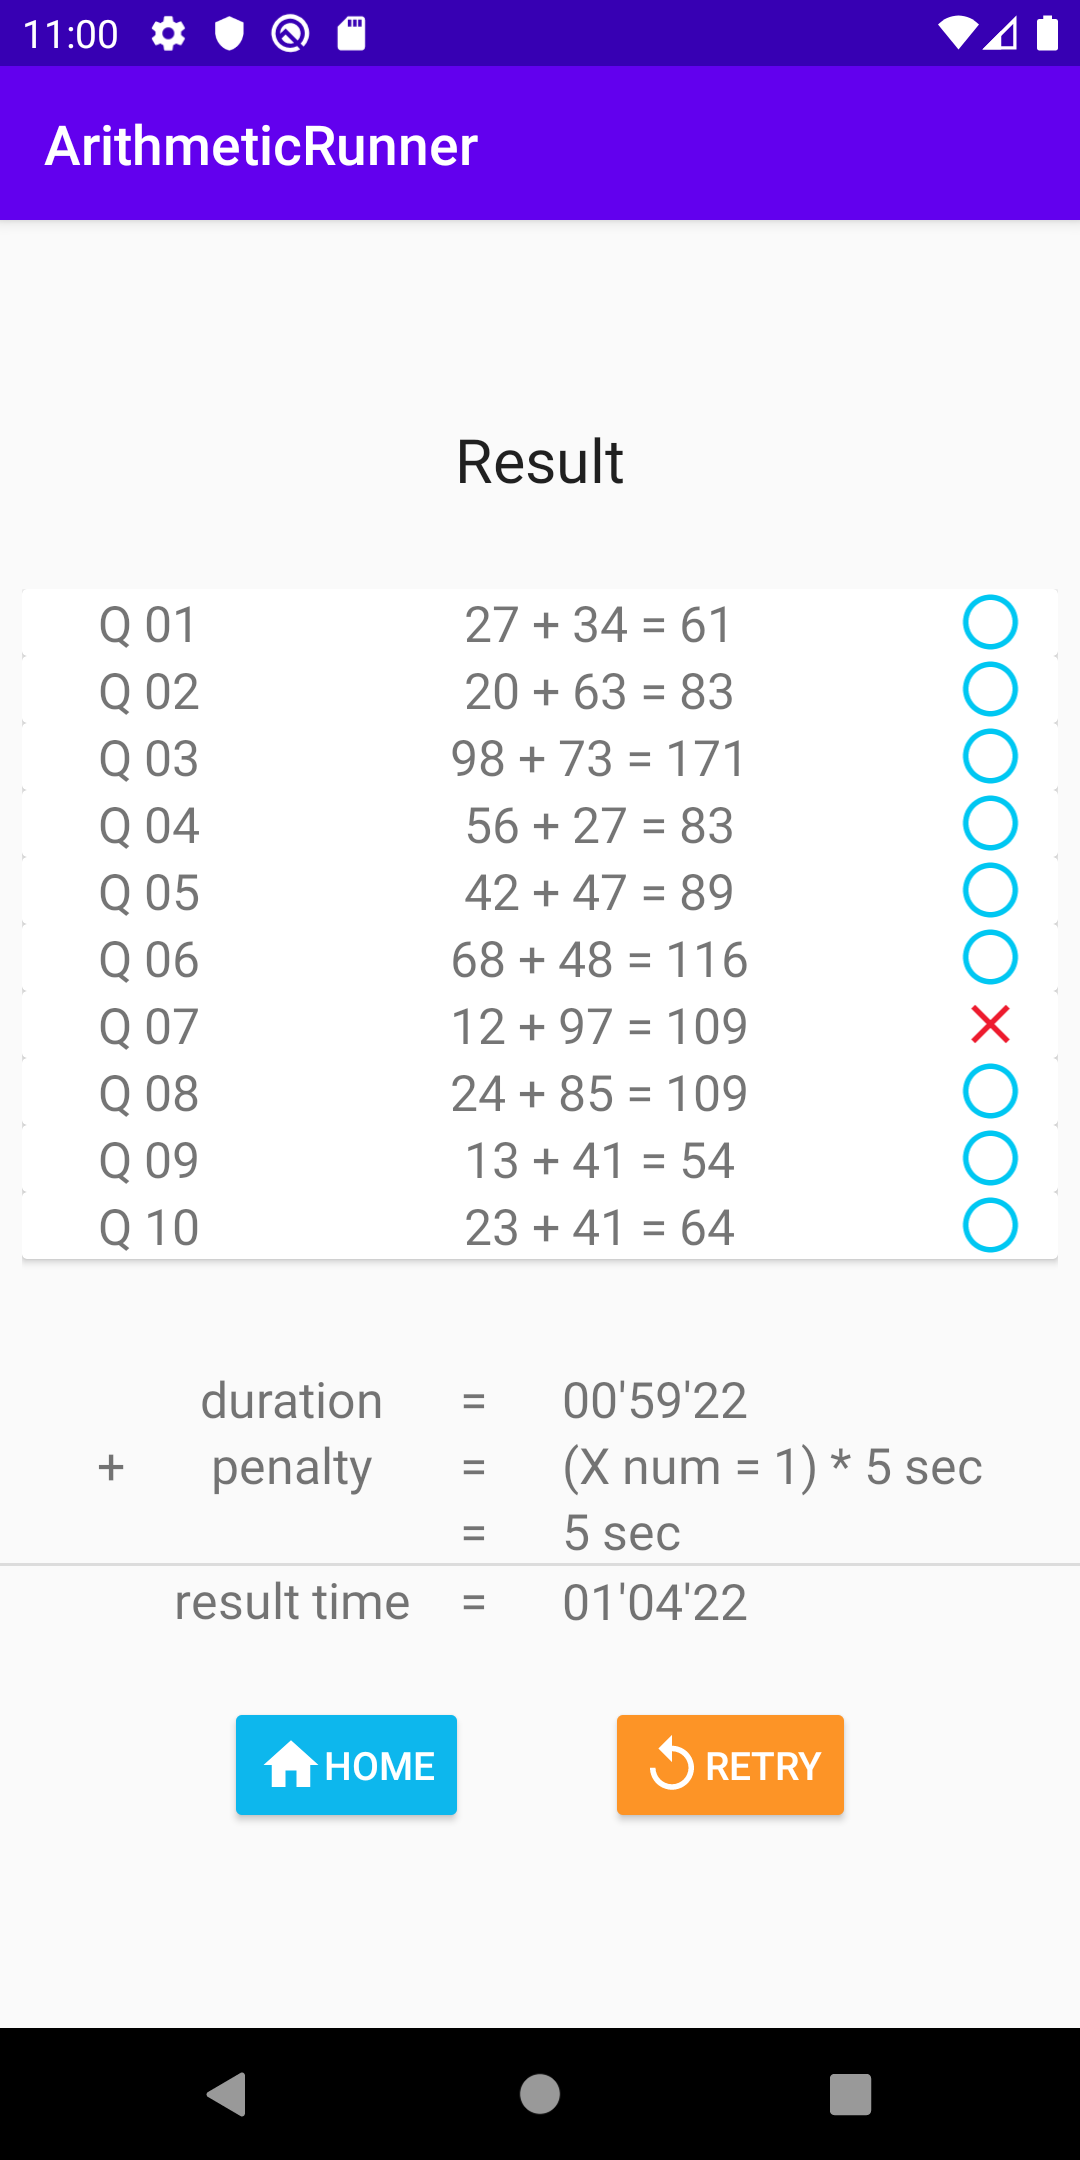 11:00
ArithmeticRunner
Result
Q 01 27 + 34 = 61
Q 02 20 + 63 = 83
Q 03 98 + 73 = 171
Q 04 56 + 27 = 83
Q 05 42 + 47 = 89
Q 06 68 + 48 = 116
Q 07 12 + 97 = 109
Q 08 24 + 85 = 109
Q 09 13 + 41 = 54
Q 10 23 + 41 = 64
duration = 00'59'22
+ penalty = (X num = 1) * 5 sec
= 5 sec
result time = 01'04'22
HOME RETRY